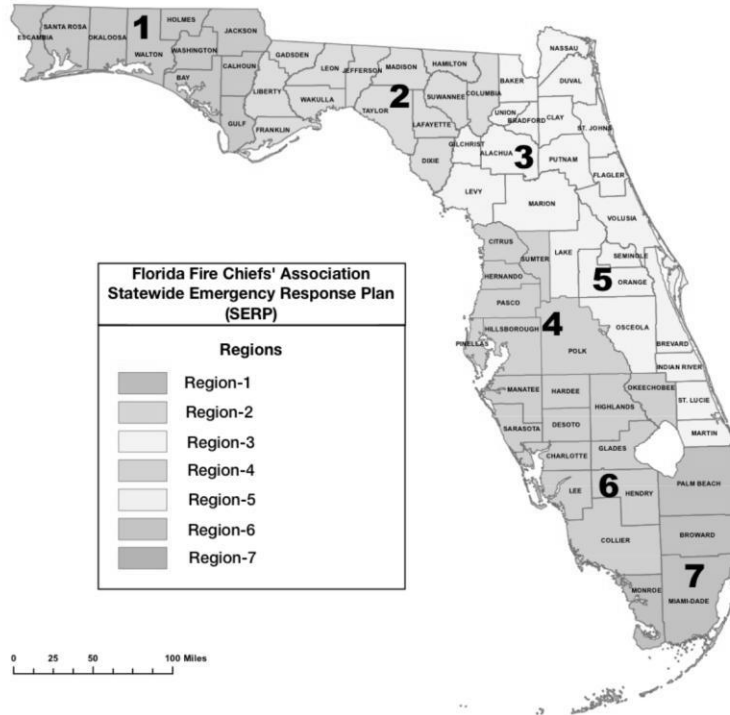 1
HOLMES
JACKSON
ESCAMBIA
SANTA ROSA
OKALOOSA
WALTON
WASHINGTON
BAY
CALHOUN
GULF
GADSDEN
LIBERTY
FRANKLIN
LEON
WAKULLA
JEFFERSON
MADISON
2
TAYLOR
HAMILTON
SUWANNEE
LAFAYETTE
COLUMBIA
DIXIE
NASSAU
BAKER
DUVAL
UNION
BRADFORD
CLAY
ST. JOHNS
GILCHRIST
ALACHUA
3
PUTNAM
FLAGLER
LEVY
MARION
VOLUSIA
CITRUS
SUMTER
LAKE
SEMINOLE
HERNANDO
5
ORANGE
PASCO
4
OSCEOLA
HILLSBOROUGH
PINELLAS
POLK
BREVARD
INDIAN RIVER
MANATEE
HARDEE
OKEECHOBEE
HIGHLANDS
ST. LUCIE
SARASOTA
DESOTO
MARTIN
CHARLOTTE
GLADES
LEE
6
HENDRY
PALM BEACH
COLLIER
BROWARD
7
MONROE
MIAMI-DADE
Florida Fire Chiefs' Association
Statewide Emergency Response Plan
(SERP)
Regions
Region-1
Region-2
Region-3
Region-4
Region-5
Region-6
Region-7
0 25 50 100 Miles